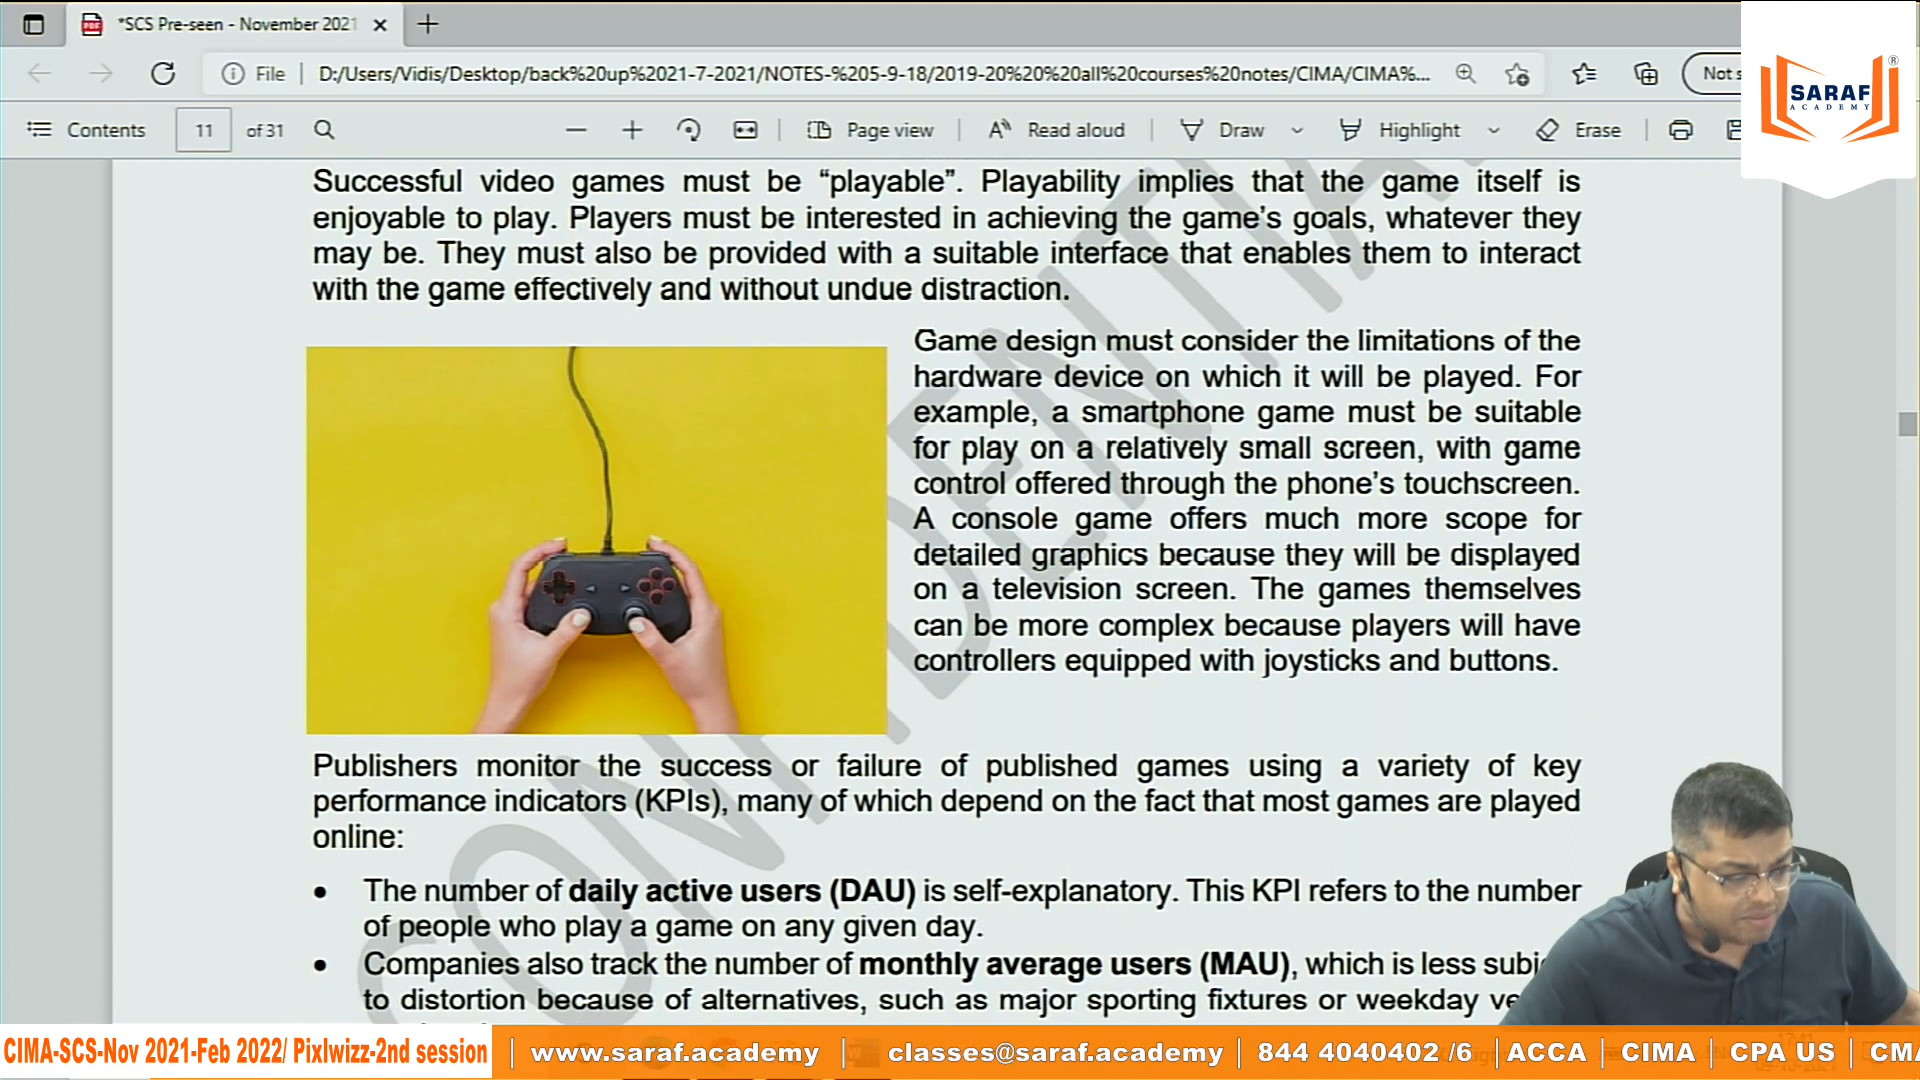 *SCS Pre-seen - November 2021
File
D:/Users/Vidis/Desktop/back%20up%2021-7-2021/NOTES-%205-9-18/2019-20%20%20all%20courses%20notes/CIMA/CIMA%...
Not s
SARAF
ACADEMY
Contents
11
of 31
Page view
Read aloud
Draw
Highlight
Erase
CONFIDENTIAL
Successful video games must be “playable”. Playability implies that the game itself is
enjoyable to play. Players must be interested in achieving the game’s goals, whatever they
may be. They must also be provided with a suitable interface that enables them to interact
with the game effectively and without undue distraction.
Game design must consider the limitations of the
hardware device on which it will be played. For
example, a smartphone game must be suitable
for play on a relatively small screen, with game
control offered through the phone’s touchscreen.
A console game offers much more scope for
detailed graphics because they will be displayed
on a television screen. The games themselves
can be more complex because players will have
controllers equipped with joysticks and buttons.
Publishers monitor the success or failure of published games using a variety of key
performance indicators (KPIs), many of which depend on the fact that most games are played
online:
• The number of daily active users (DAU) is self-explanatory. This KPI refers to the number
of people who play a game on any given day.
• Companies also track the number of monthly average users (MAU), which is less subj
to distortion because of alternatives, such as major sporting fixtures or weekday ve
CIMA-SCS-Nov 2021-Feb 2022/ Pixlwizz-2nd session | www.saraf.academy | classes@saraf.academy | 844 4040402 /6 | ACCA | CIMA | CPA US | CMA